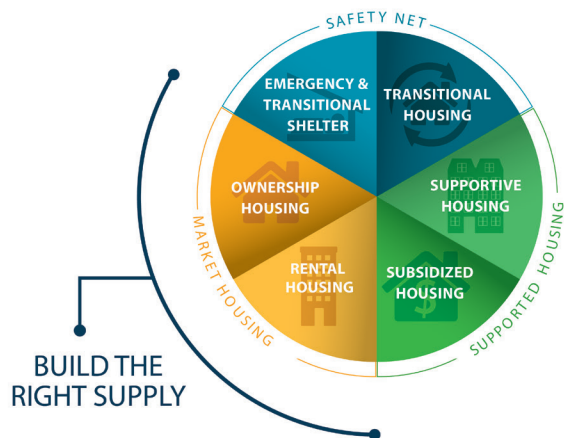 SAFETY NET
EMERGENCY &
TRANSITIONAL
SHELTER
TRANSITIONAL
HOUSING
OWNERSHIP
HOUSING
SUPPORTIVE
HOUSING
RENTAL
HOUSING
SUBSIDIZED
HOUSING
$
MARKET HOUSING
SUPPORTED HOUSING
BUILD THE
RIGHT SUPPLY